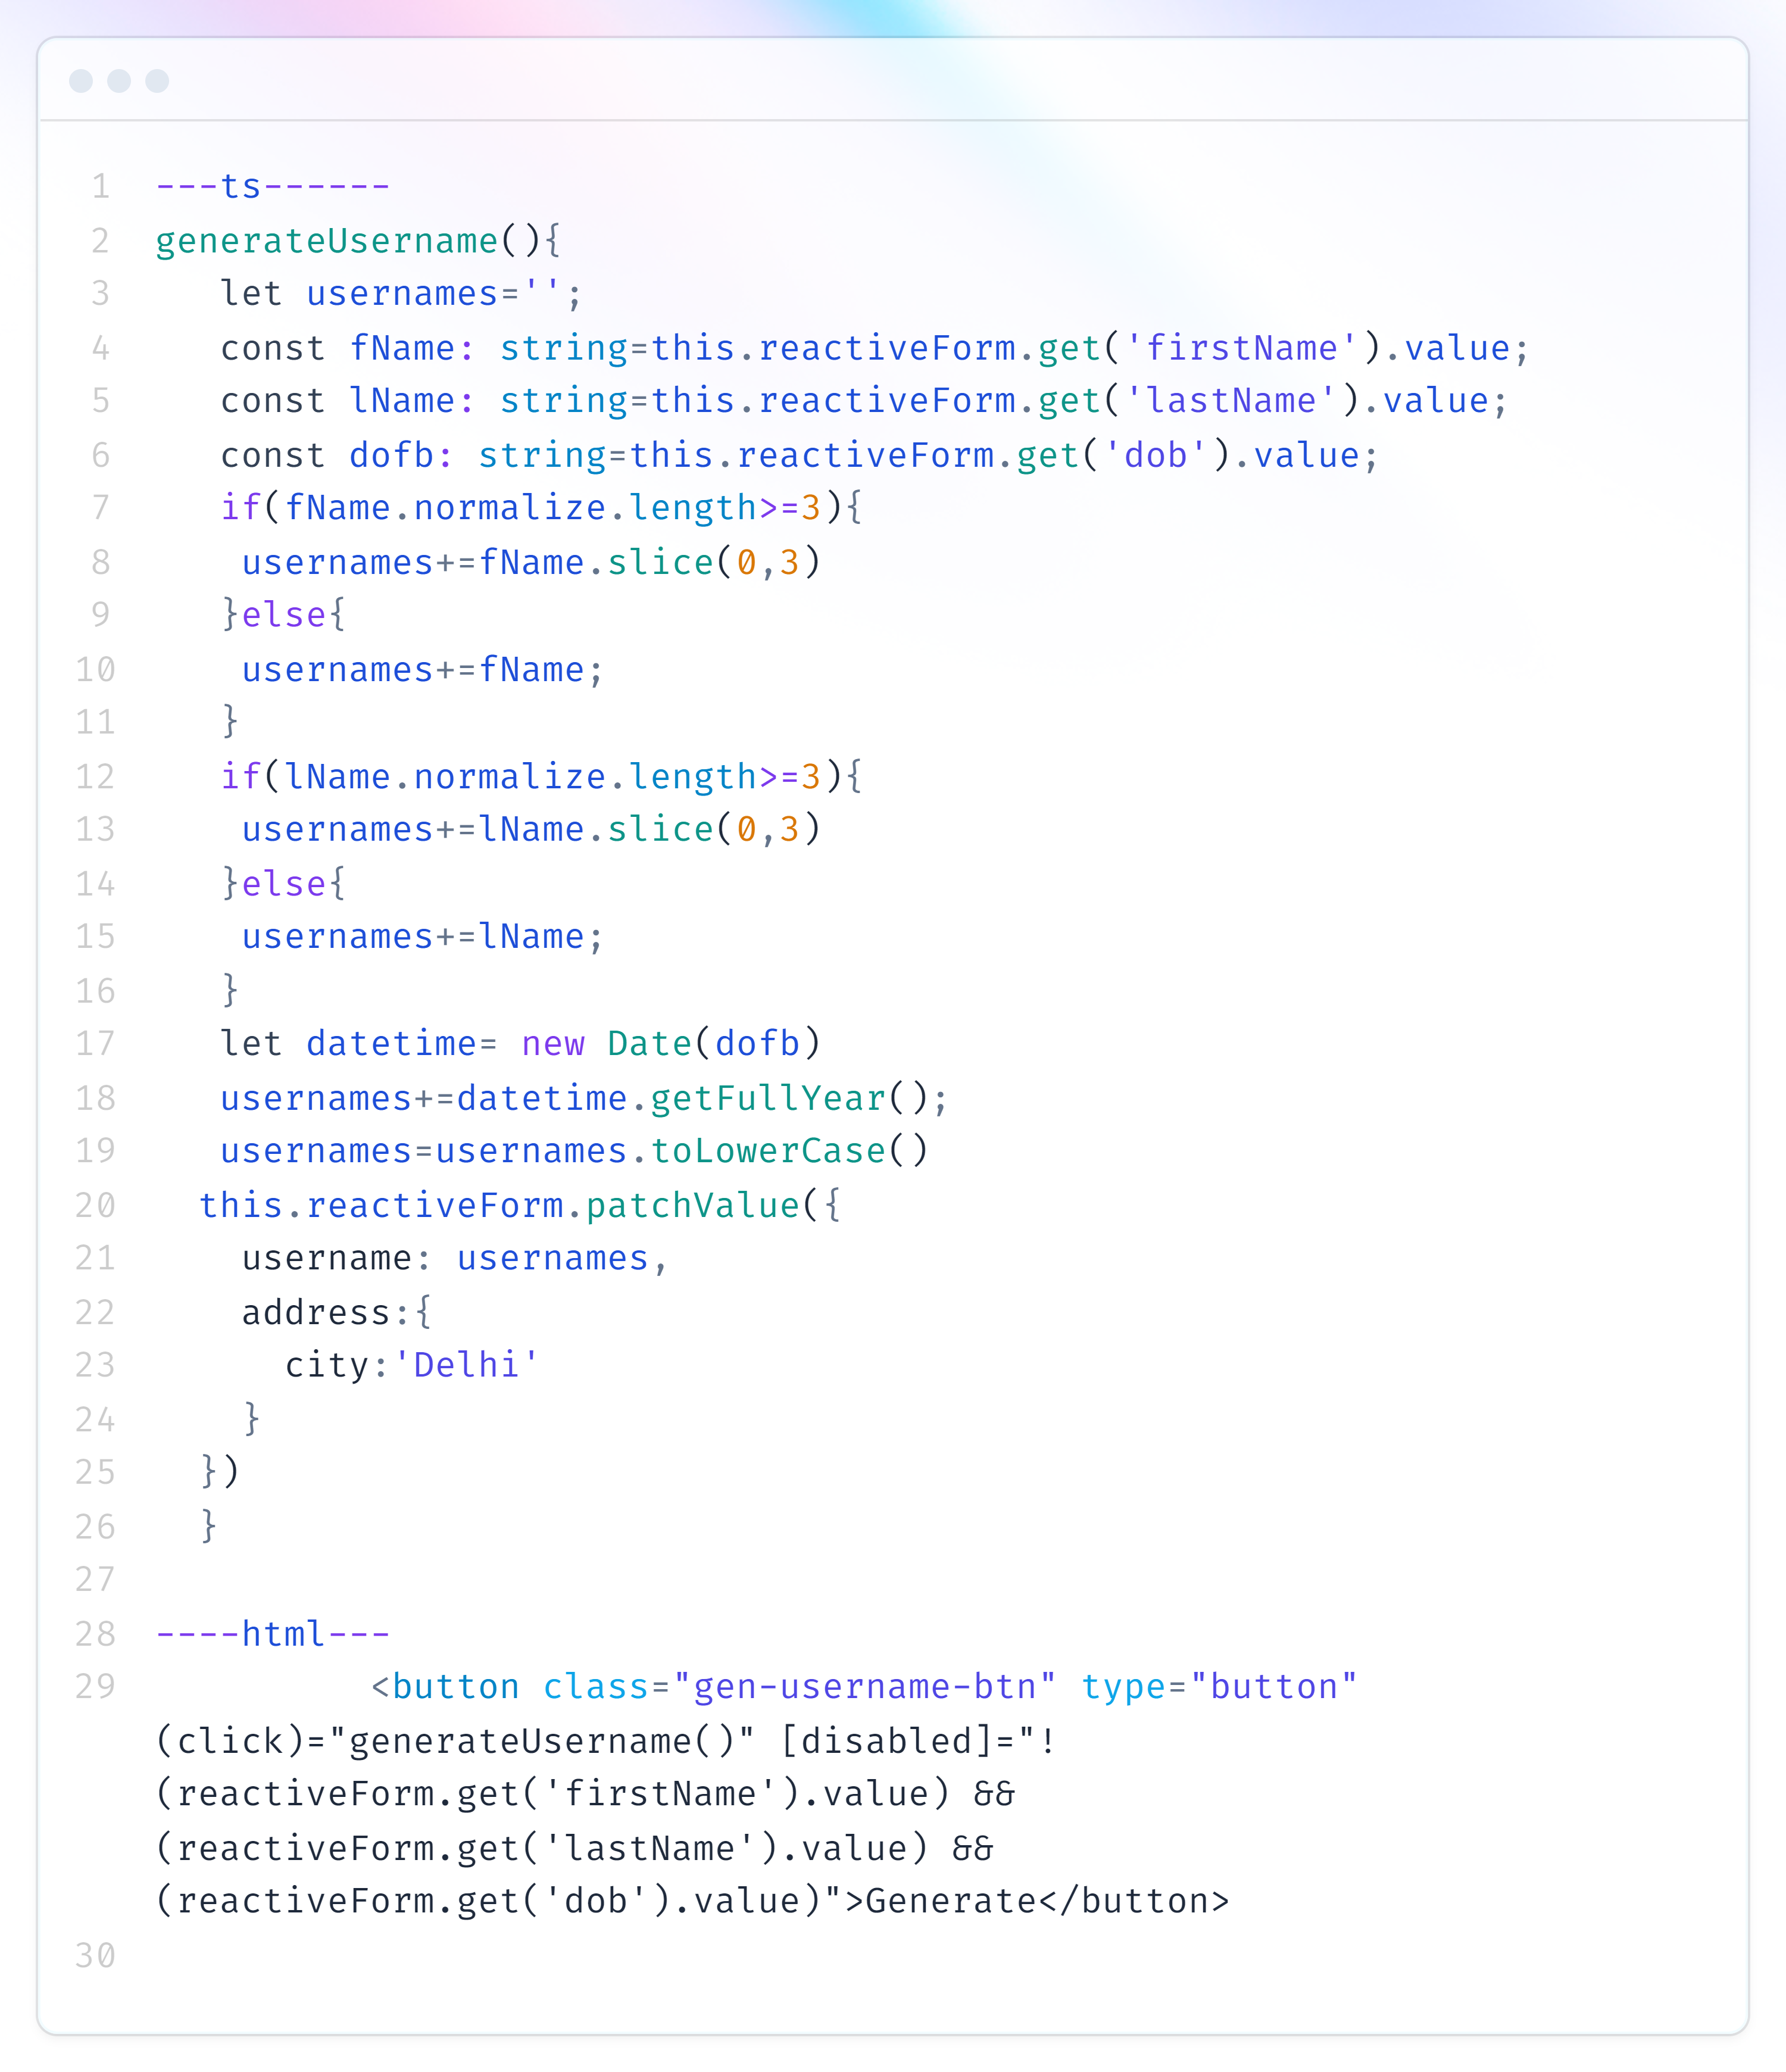 1 ---ts------
2 generateUsername(){
3    let usernames='';
4    const fName: string=this.reactiveForm.get('firstName').value;
5    const lName: string=this.reactiveForm.get('lastName').value;
6    const dofb: string=this.reactiveForm.get('dob').value;
7    if(fName.normalize.length>=3){
8     usernames+=fName.slice(0,3)
9    }else{
10     usernames+=fName;
11    }
12    if(lName.normalize.length>=3){
13     usernames+=lName.slice(0,3)
14    }else{
15     usernames+=lName;
16    }
17    let datetime= new Date(dofb)
18    usernames+=datetime.getFullYear();
19    usernames=usernames.toLowerCase()
20   this.reactiveForm.patchValue({
21     username: usernames,
22     address:{
23       city:'Delhi'
24     }
25   })
26   }
27
28 ----html---
29           <button class="gen-username-btn" type="button"
(click)="generateUsername()" [disabled]="!
(reactiveForm.get('firstName').value) &&
(reactiveForm.get('lastName').value) &&
(reactiveForm.get('dob').value)">Generate</button>
30